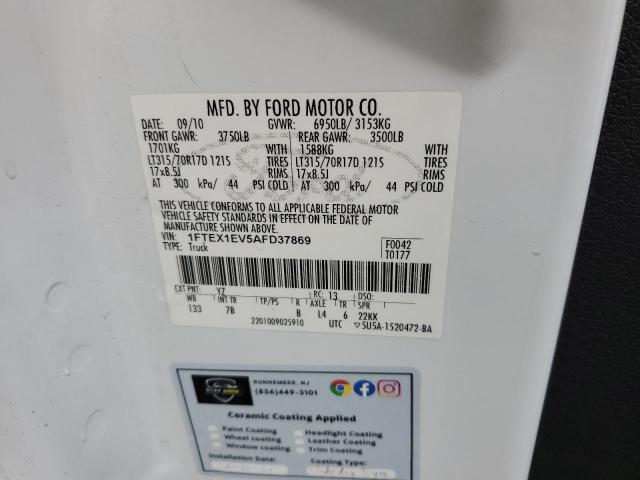 MFD. BY FORD MOTOR CO.
DATE: 09/10 GVWR: 6950LB/ 3153KG
FRONT GAWR: 3750LB REAR GAWR: 3500LB
1701KG WITH 1588KG WITH
LT315/70R17D 121S TIRES LT315/70R17D 121S TIRES
17x8.5J RIMS 17x8.5J RIMS
AT 300 kPa/ 44 PSI COLD AT 300 kPa/ 44 PSI COLD
THIS VEHICLE CONFORMS TO ALL APPLICABLE FEDERAL MOTOR
VEHICLE SAFETY STANDARDS IN EFFECT ON THE DATE OF
MANUFACTURE SHOWN ABOVE.
VIN: 1FTEX1EV5AFD37869 F0042
TYPE: Truck T0177
EXT PNT: YZ RC: 13 DSO:
WB INT TR TP/PS R AXLE TR SPR
133 7B B L4 6 22KK
2201009025910 UTC 5U5A-1520472-BA
RUNNEMEDE, NJ
(856)449-3101
Ceramic Coating Applied
Paint Coating Headlight Coating
Wheel coating Leather Coating
Window coating Trim Coating
Installation Date: Coating Type: